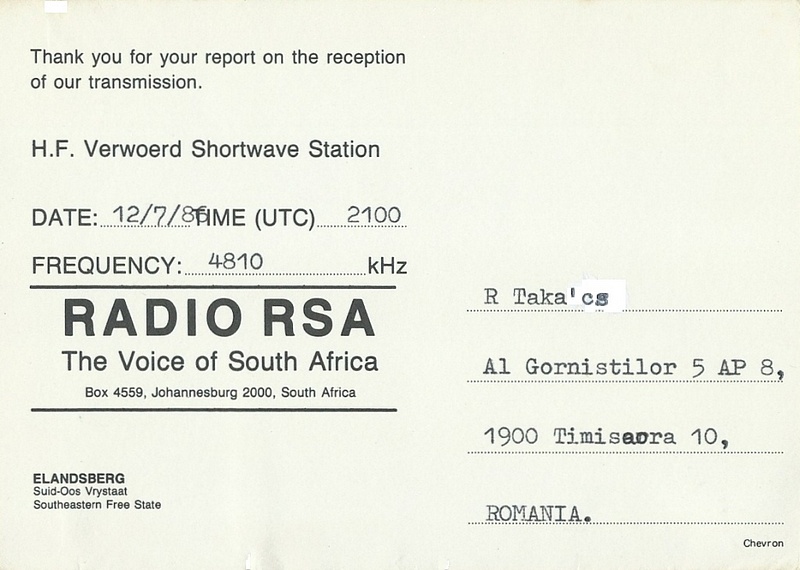 Thank you for your report on the reception
of our transmission.
H.F. Verwoerd Shortwave Station
DATE: 12/7/86 TIME (UTC) 2100
FREQUENCY: 4810 kHz
RADIO RSA
The Voice of South Africa
Box 4559, Johannesburg 2000, South Africa
ELANDSBERG
Suid-Oos Vrystaat
Southeastern Free State
R Taka'cs
Al Gornistilor 5 AP 8,
1900 Timisaora 10,
ROMANIA.
Chevron